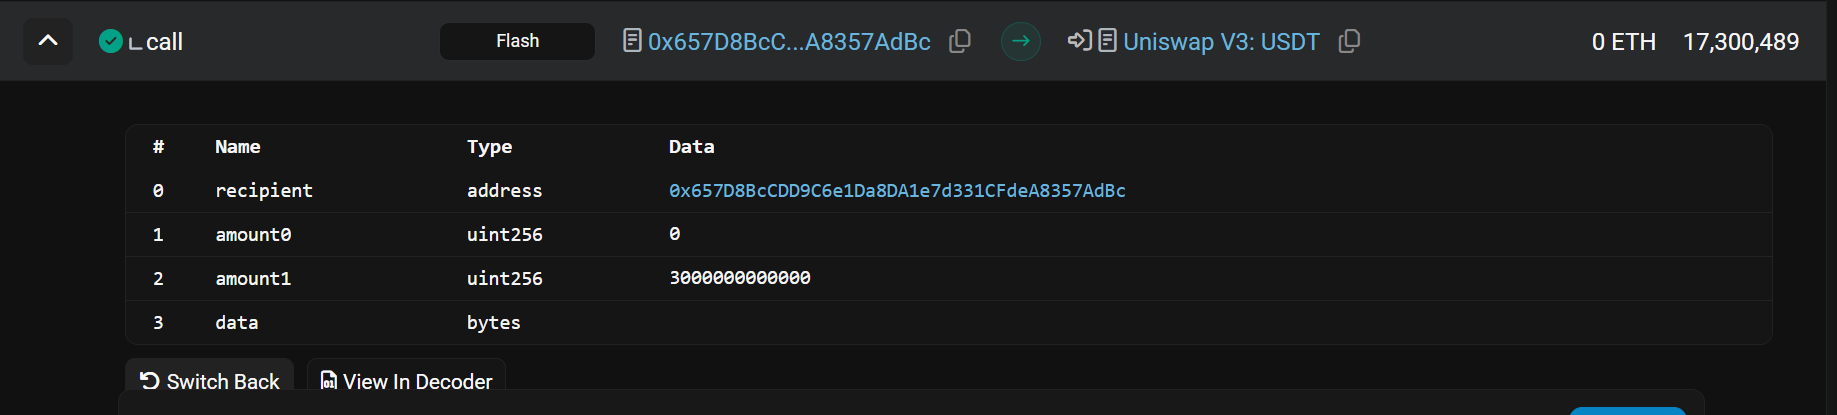 call Flash 0x657D8BcC...A8357AdBc Uniswap V3: USDT 0 ETH 17,300,489
# Name Type Data
0 recipient address 0x657D8BcCDD9C6e1Da8DA1e7d331CFdeA8357AdBc
1 amount0 uint256 0
2 amount1 uint256 3000000000000
3 data bytes
Switch Back View In Decoder